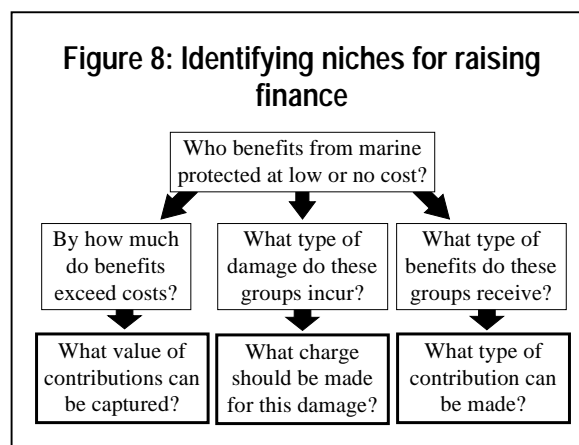 Figure 8: Identifying niches for raising
finance
Who benefits from marine
protected at low or no cost?
By how much
do benefits
exceed costs?
What type of
damage do these
groups incur?
What type of
benefits do these
groups receive?
What value of
contributions can
be captured?
What charge
should be made
for this damage?
What type of
contribution can
be made?